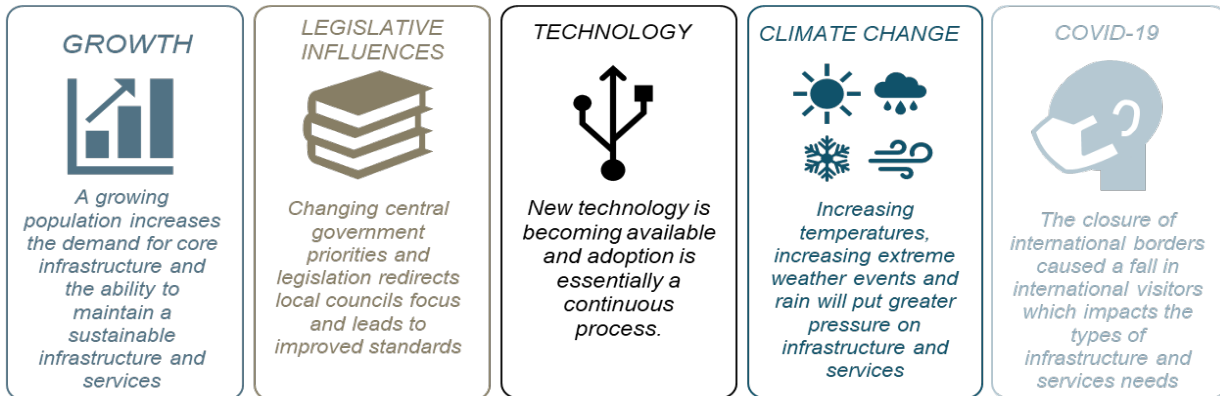 GROWTH
A growing
population increases
the demand for core
infrastructure and
the ability to
maintain a
sustainable
infrastructure and
services
LEGISLATIVE
INFLUENCES
Changing central
government
priorities and
legislation redirects
local councils focus
and leads to
improved standards
TECHNOLOGY
New technology is
becoming available
and adoption is
essentially a
continuous
process.
CLIMATE CHANGE
Increasing
temperatures,
increasing extreme
weather events and
rain will put greater
pressure on
infrastructure and
services
COVID-19
The closure of
international borders
caused a fall in
international visitors
which impacts the
types of
infrastructure and
services needs